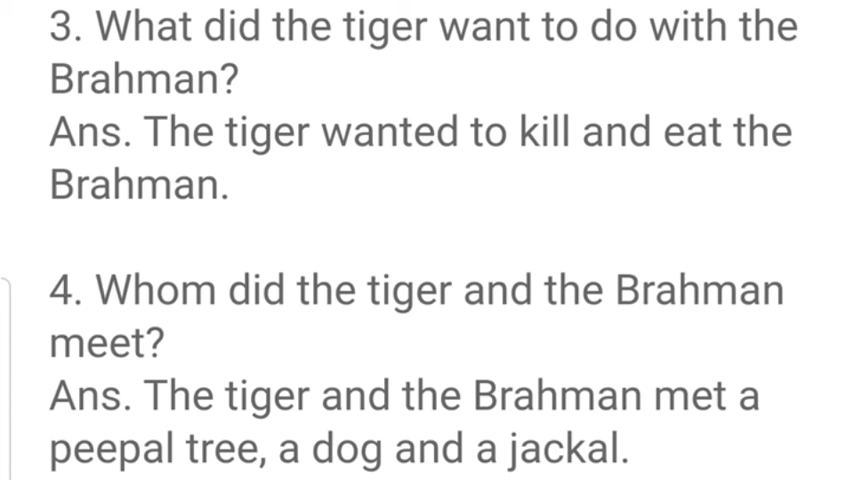 3. What did the tiger want to do with the
Brahman?
Ans. The tiger wanted to kill and eat the
Brahman.
4. Whom did the tiger and the Brahman
meet?
Ans. The tiger and the Brahman met a
peepal tree, a dog and a jackal.